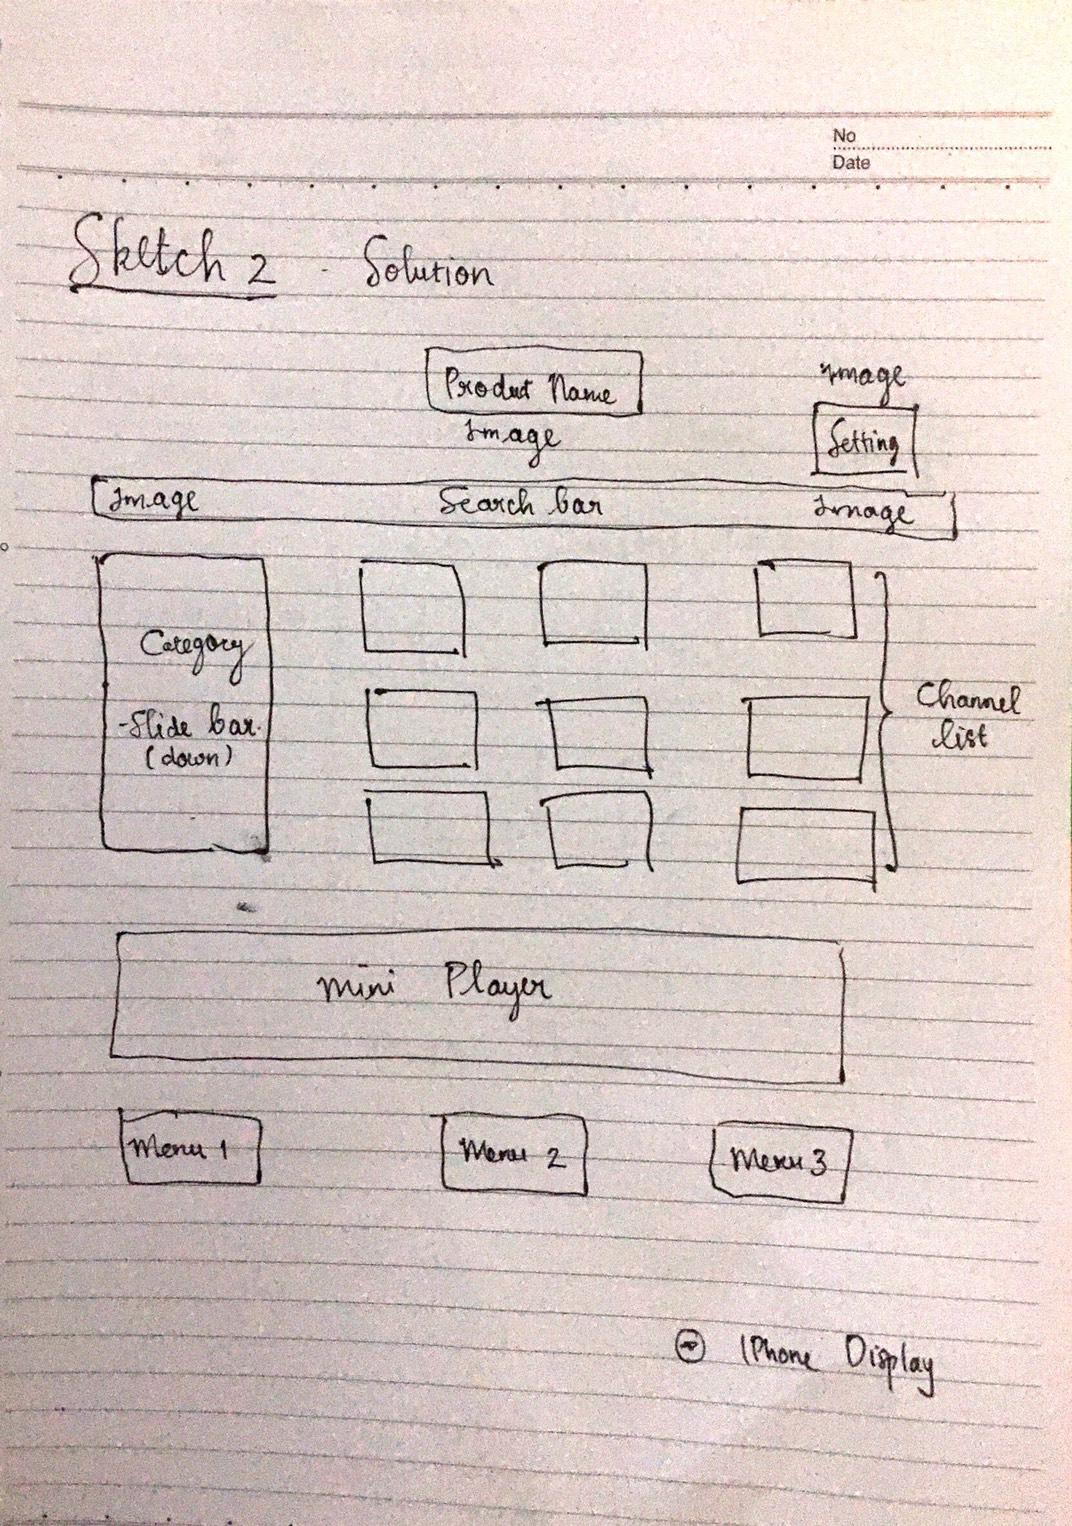 No
Date
Sketch 2 - Solution
Image
Product Name
Image
Setting
Image Search bar Image
Category
-Slide bar.
(down)
Channel
list
Mini Player
Menu 1 Menu 2 Menu 3
IPhone Display